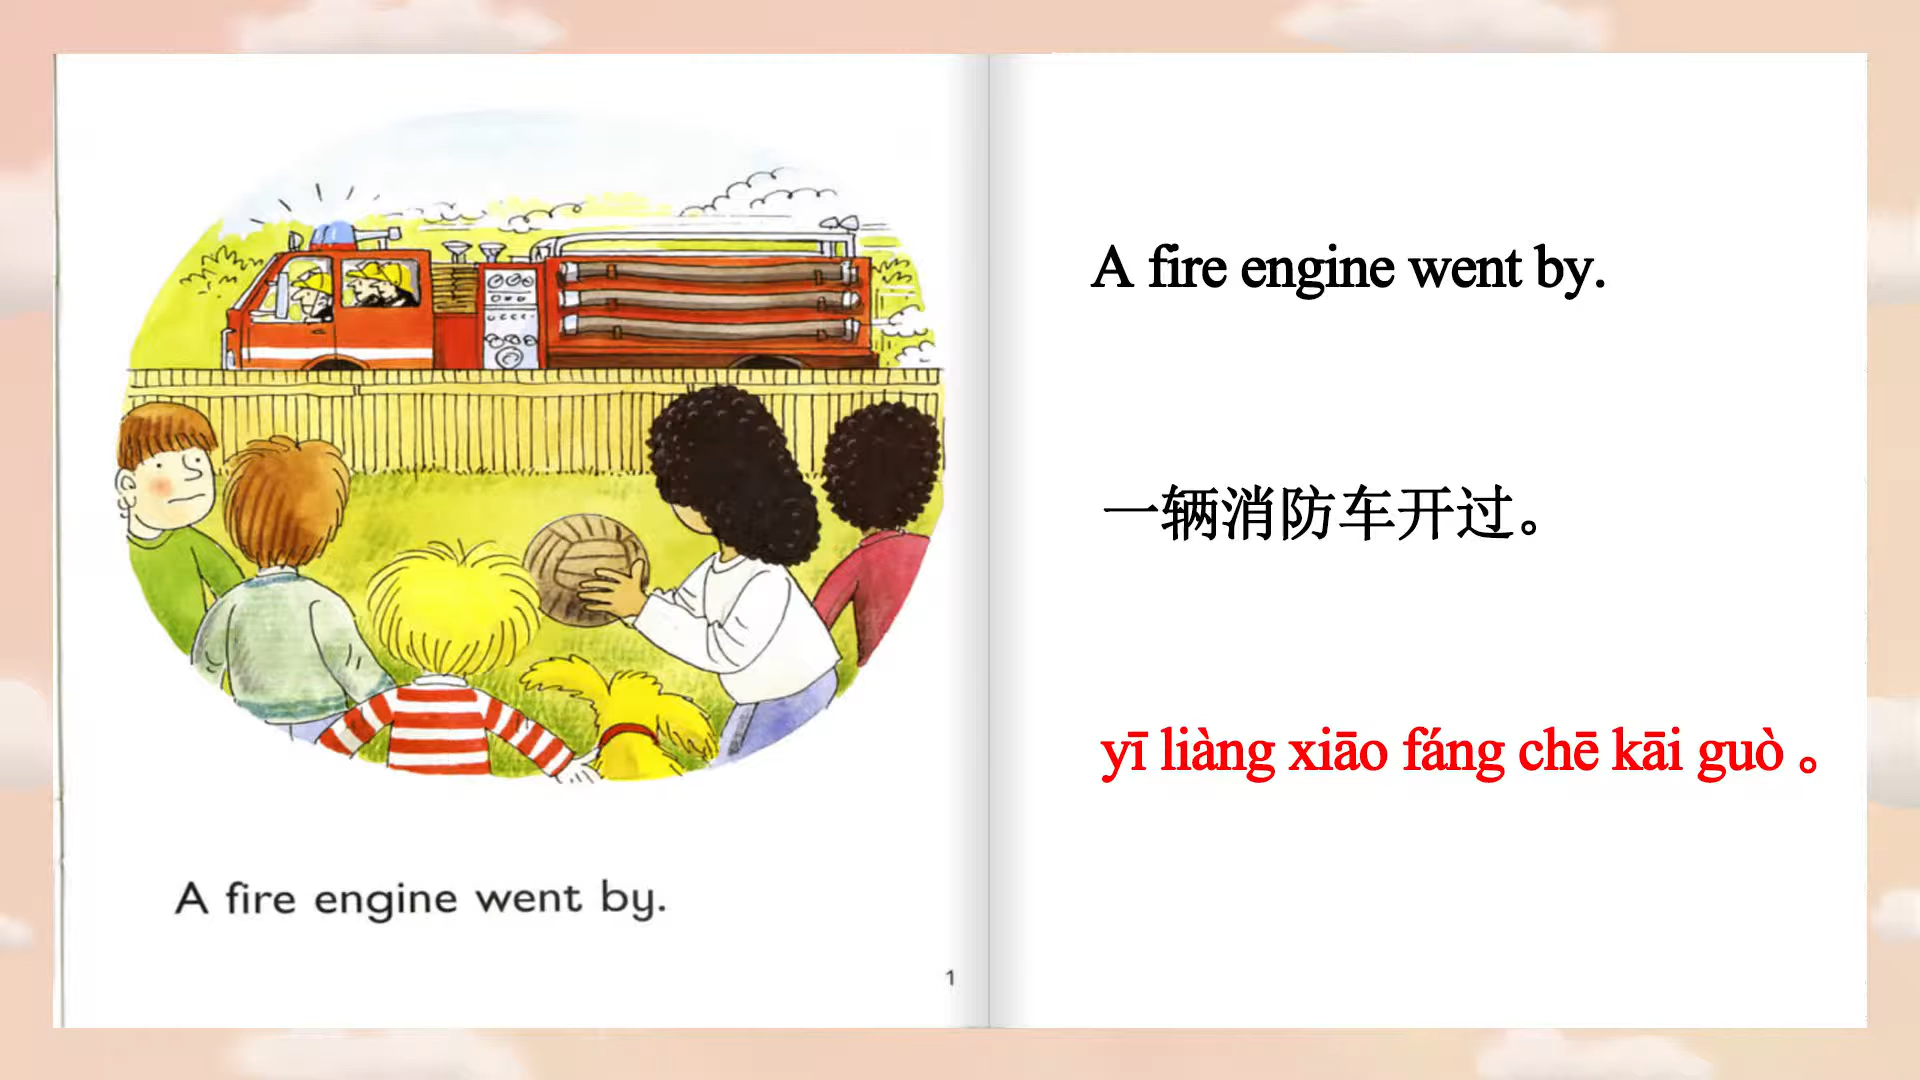 A fire engine went by.
1
A fire engine went by.
一辆消防车开过。
yī liàng xiāo fáng chē kāi guò 。